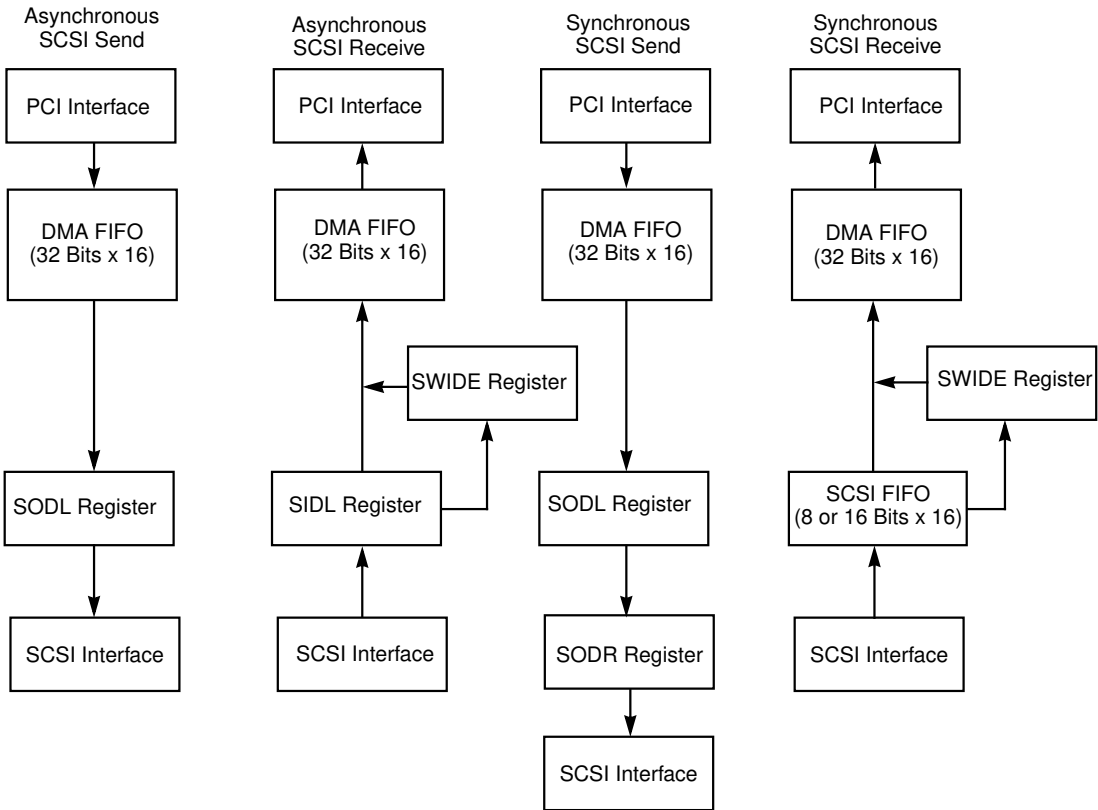 Asynchronous
SCSI Send
PCI Interface
DMA FIFO
(32 Bits x 16)
SODL Register
SCSI Interface
Asynchronous
SCSI Receive
PCI Interface
DMA FIFO
(32 Bits x 16)
SWIDE Register
SIDL Register
SCSI Interface
Synchronous
SCSI Send
PCI Interface
DMA FIFO
(32 Bits x 16)
SODL Register
SODR Register
SCSI Interface
Synchronous
SCSI Receive
PCI Interface
DMA FIFO
(32 Bits x 16)
SWIDE Register
SCSI FIFO
(8 or 16 Bits x 16)
SCSI Interface